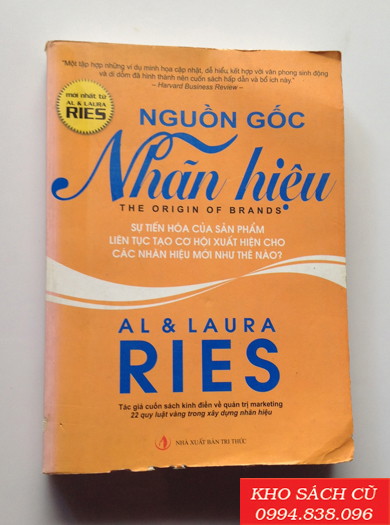 "Một tập hợp những ví dụ minh họa cập nhật, dễ hiểu, kết hợp với văn phong sinh động
và dí dỏm đã hình thành nên cuốn sách hấp dẫn và bổ ích này."
– Harvard Business Review –
mới nhất từ
AL & LAURA
RIES
NGUỒN GỐC
Nhãn hiệu
THE ORIGIN OF BRANDS
SỰ TIẾN HÓA CỦA SẢN PHẨM
LIÊN TỤC TẠO CƠ HỘI XUẤT HIỆN CHO
CÁC NHÃN HIỆU MỚI NHƯ THẾ NÀO?
AL & LAURA
RIES
Tác giả cuốn sách kinh điển về quản trị marketing
22 quy luật vàng trong xây dựng nhãn hiệu
NHÀ XUẤT BẢN TRI THỨC
KHO SÁCH CŨ
0994.838.096